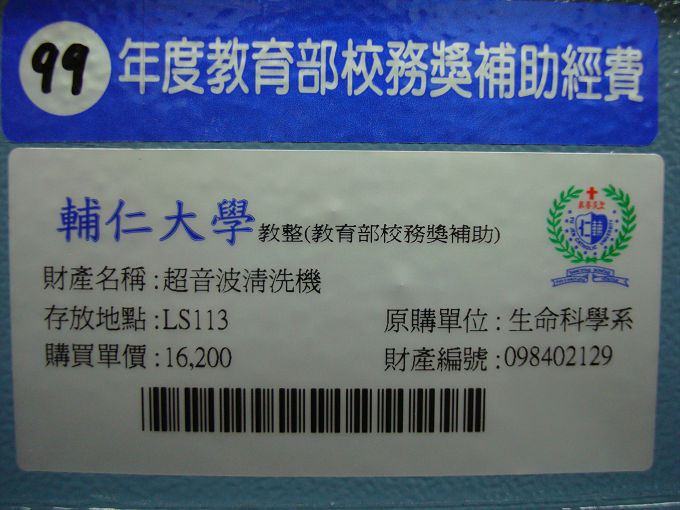 99 年度教育部校務獎補助經費
輔仁大學 教整(教育部校務獎補助)
財產名稱:超音波清洗機
存放地點:LS113 原購單位:生命科學系
購買單價:16,200 財產編號:098402129